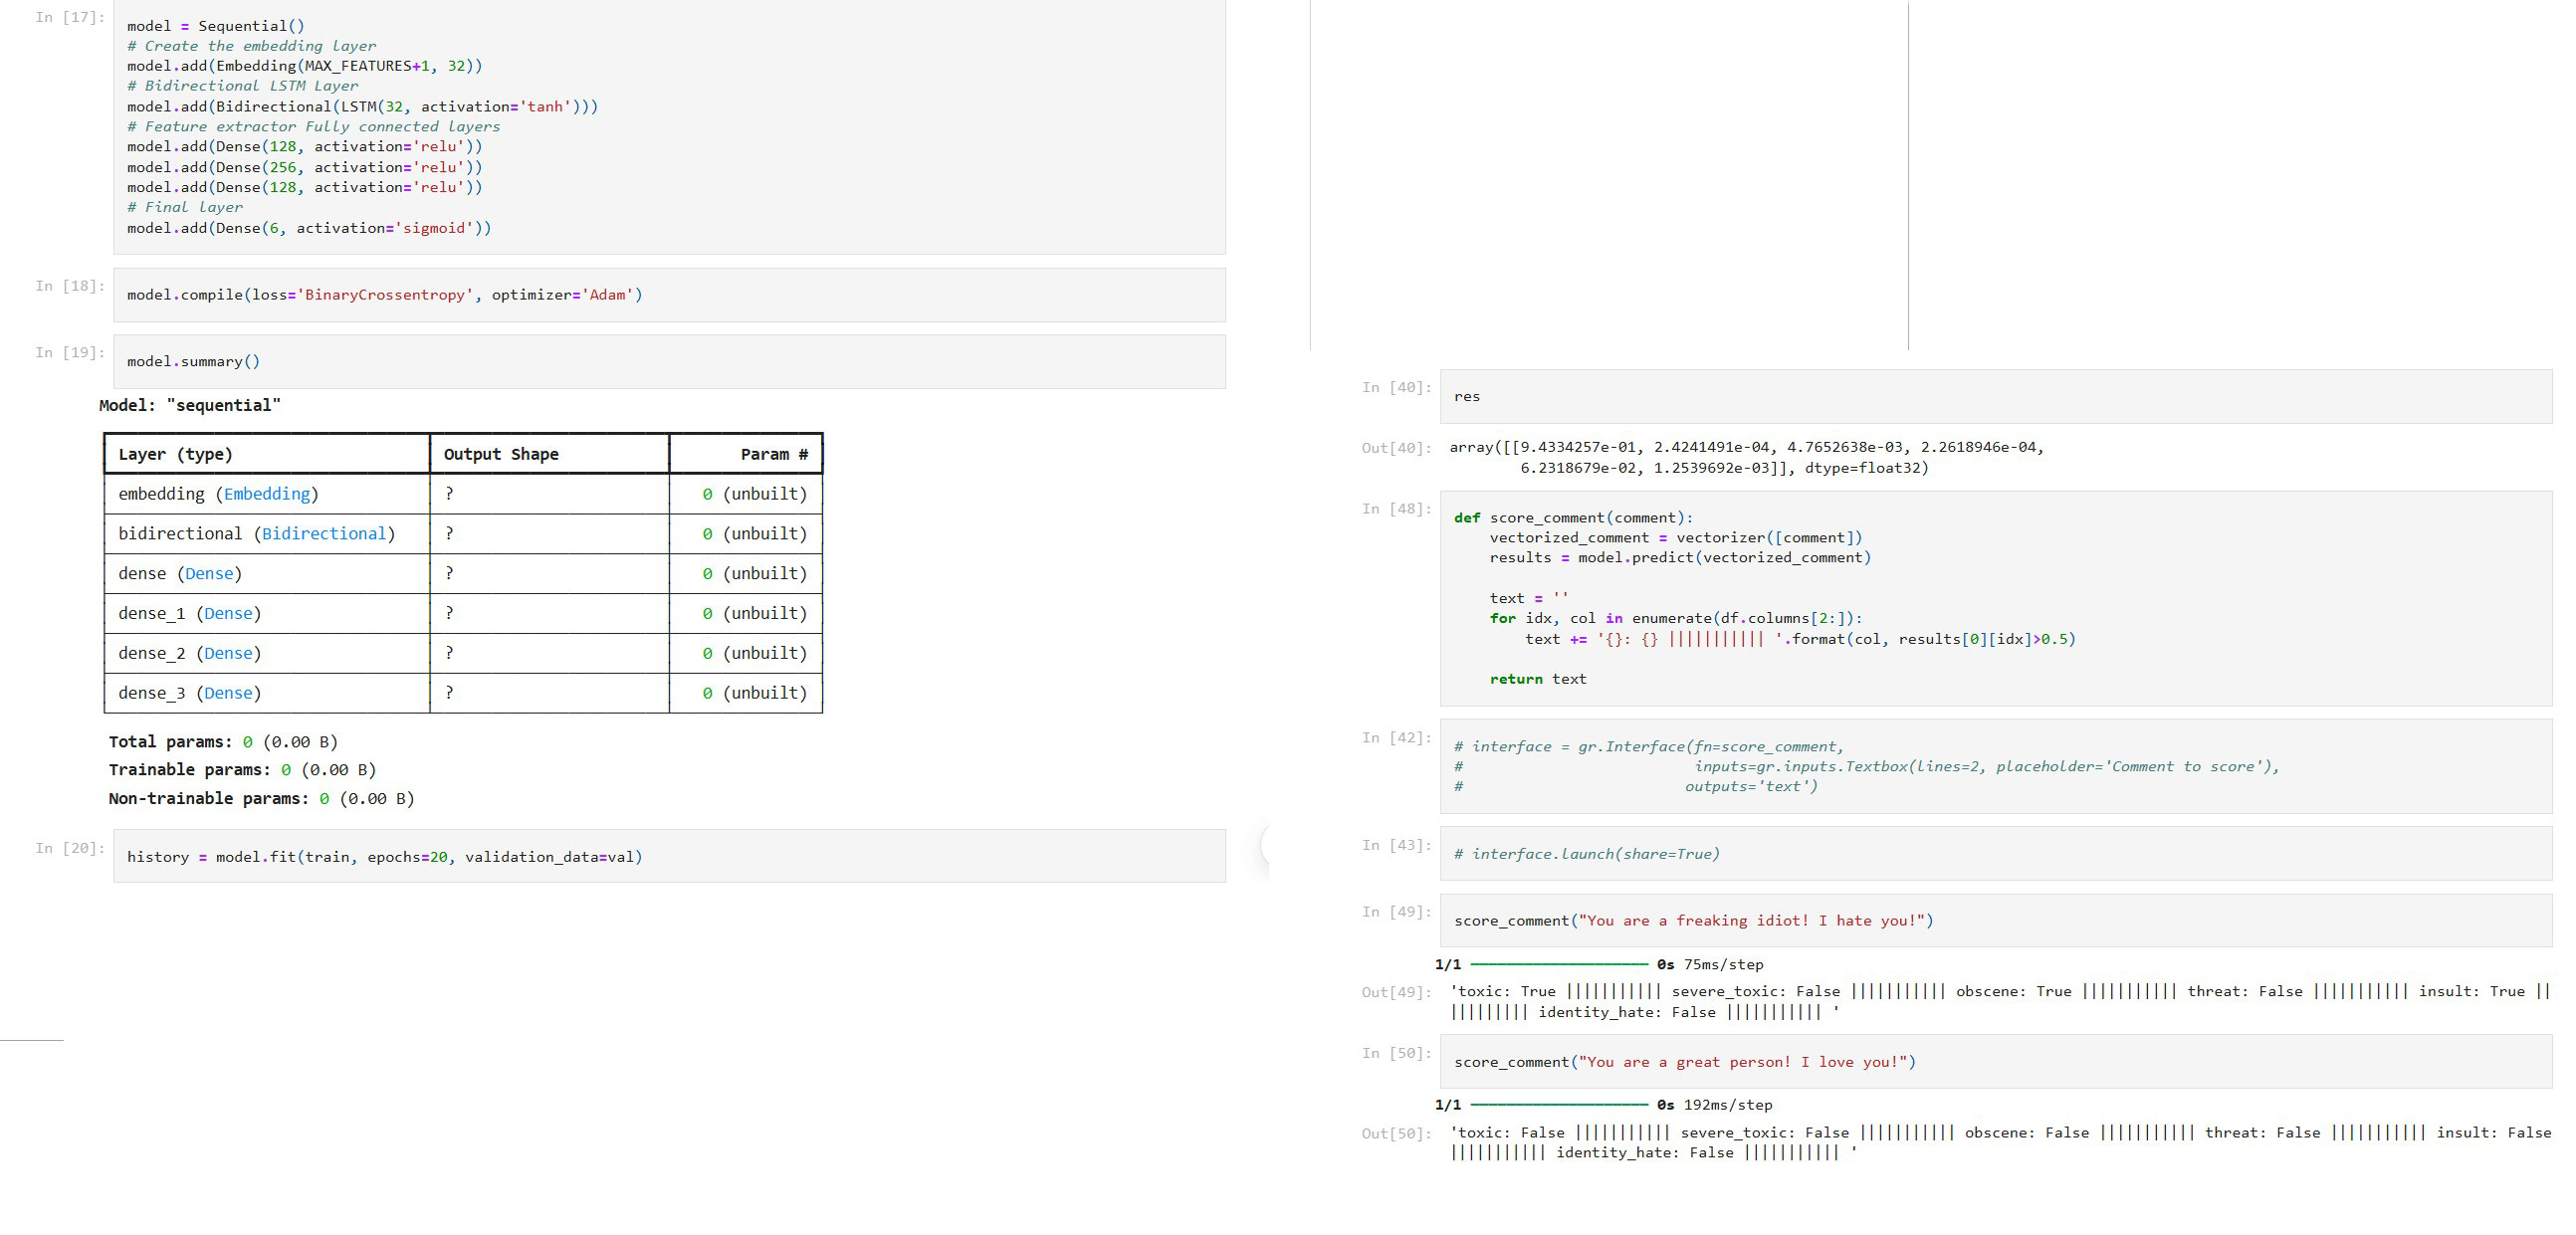 In [17]:
model = Sequential()
# Create the embedding layer
model.add(Embedding(MAX_FEATURES+1, 32))
# Bidirectional LSTM Layer
model.add(Bidirectional(LSTM(32, activation='tanh')))
# Feature extractor Fully connected layers
model.add(Dense(128, activation='relu'))
model.add(Dense(256, activation='relu'))
model.add(Dense(128, activation='relu'))
# Final layer
model.add(Dense(6, activation='sigmoid'))
In [18]:
model.compile(loss='BinaryCrossentropy', optimizer='Adam')
In [19]:
model.summary()
Model: "sequential"
Layer (type) Output Shape Param #
embedding (Embedding) ? 0 (unbuilt)
bidirectional (Bidirectional) ? 0 (unbuilt)
dense (Dense) ? 0 (unbuilt)
dense_1 (Dense) ? 0 (unbuilt)
dense_2 (Dense) ? 0 (unbuilt)
dense_3 (Dense) ? 0 (unbuilt)
Total params: 0 (0.00 B)
Trainable params: 0 (0.00 B)
Non-trainable params: 0 (0.00 B)
In [20]:
history = model.fit(train, epochs=20, validation_data=val)
In [40]:
res
Out[40]:
array([[9.4334257e-01, 2.4241491e-04, 4.7652638e-03, 2.2618946e-04,
6.2318679e-02, 1.2539692e-03]], dtype=float32)
In [48]:
def score_comment(comment):
    vectorized_comment = vectorizer([comment])
    results = model.predict(vectorized_comment)
    text = ''
    for idx, col in enumerate(df.columns[2:]):
        text += '{}: {} ||||||||||| '.format(col, results[0][idx]>0.5)
    return text
In [42]:
# interface = gr.Interface(fn=score_comment,
#                          inputs=gr.inputs.Textbox(lines=2, placeholder='Comment to score'),
#                         outputs='text')
In [43]:
# interface.launch(share=True)
In [49]:
score_comment("You are a freaking idiot! I hate you!")
1/1 0s 75ms/step
Out[49]:
'toxic: True ||||||||||| severe_toxic: False ||||||||||| obscene: True ||||||||||| threat: False ||||||||||| insult: True ||
||||||||| identity_hate: False ||||||||||| '
In [50]:
score_comment("You are a great person! I love you!")
1/1 0s 192ms/step
Out[50]:
'toxic: False ||||||||||| severe_toxic: False ||||||||||| obscene: False ||||||||||| threat: False ||||||||||| insult: False
||||||||||| identity_hate: False ||||||||||| '